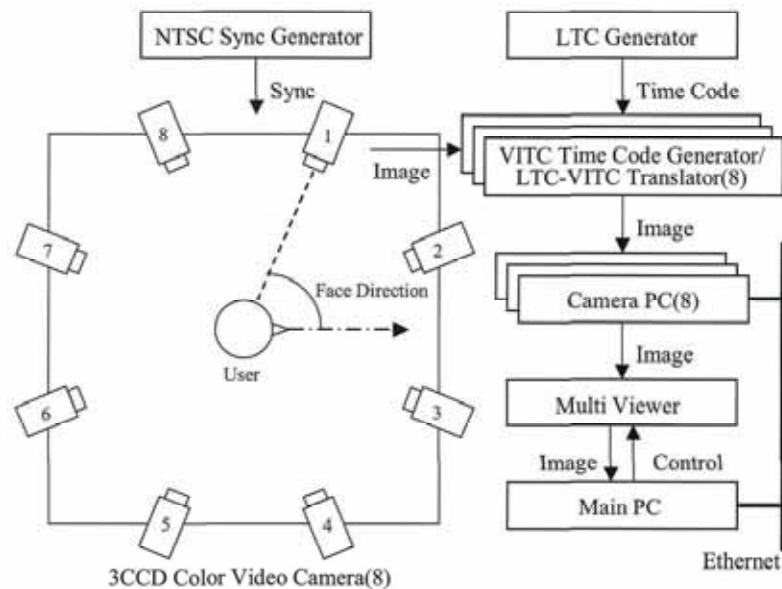 NTSC Sync Generator
Sync
8
1
7
2
Face Direction
User
6
3
5
4
3CCD Color Video Camera(8)
LTC Generator
Time Code
Image
VITC Time Code Generator/
LTC-VITC Translator(8)
Image
Camera PC(8)
Image
Multi Viewer
Image
Control
Main PC
Ethernet